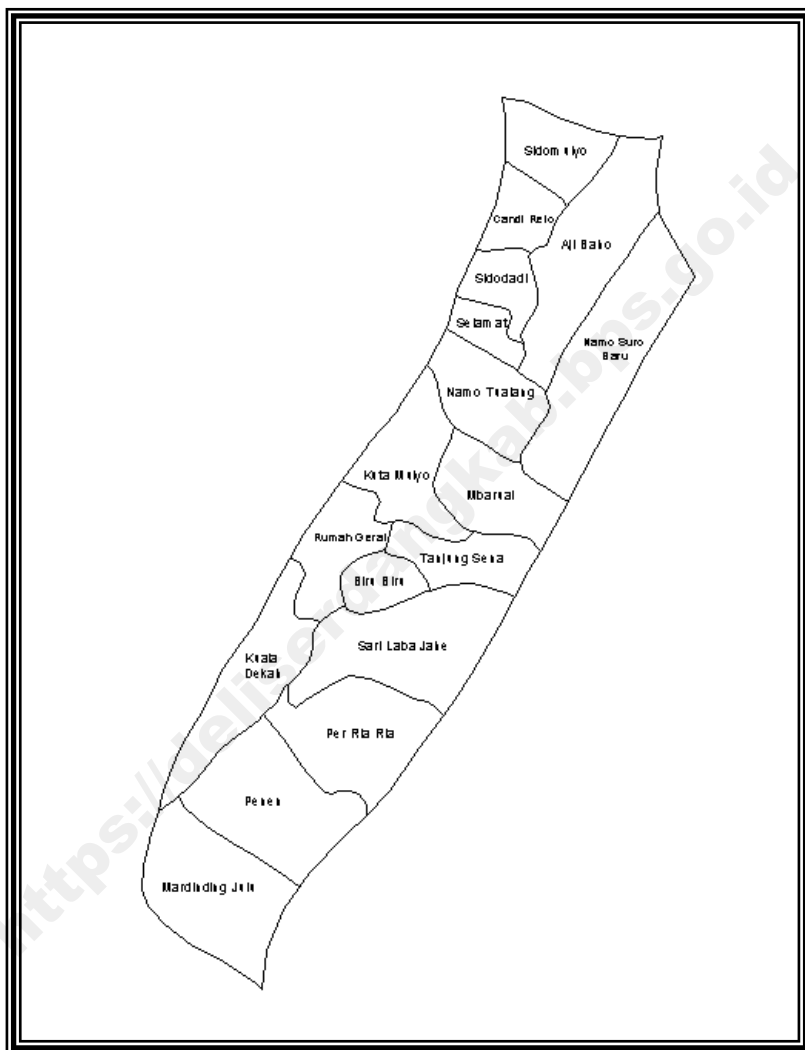 Sidomulyo
Candi Rejo
Aji Baho
Sidodadi
Selamat
Namo Suro
Baru
Namo Tualang
Kuta Mulyo
Mbaruai
Rumah Gerat
Tanjung Sena
Biru Biru
Sari Laba Jahe
Kuala
Dekah
Per Ria Ria
Penen
Mardinding Julu
https://deliserdangkab.bps.go.id